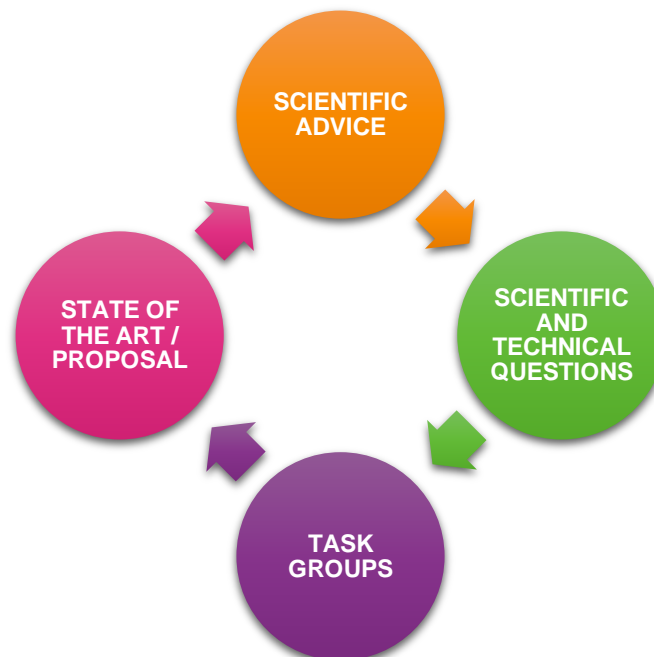 SCIENTIFIC
ADVICE
SCIENTIFIC
AND
TECHNICAL
QUESTIONS
TASK
GROUPS
STATE OF
THE ART /
PROPOSAL